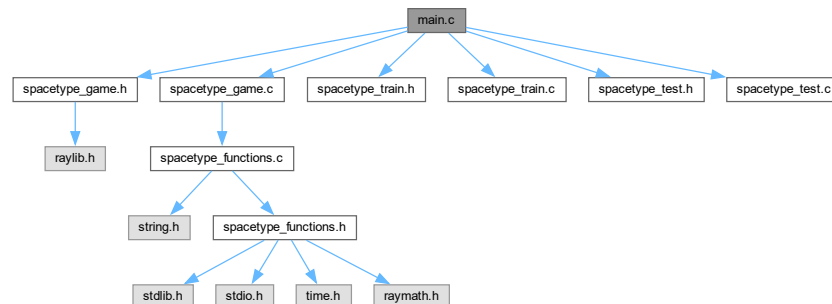 main.c
spacetype_game.h
spacetype_game.c
spacetype_train.h
spacetype_train.c
spacetype_test.h
spacetype_test.c
raylib.h
spacetype_functions.c
string.h
spacetype_functions.h
stdlib.h
stdio.h
time.h
raymath.h